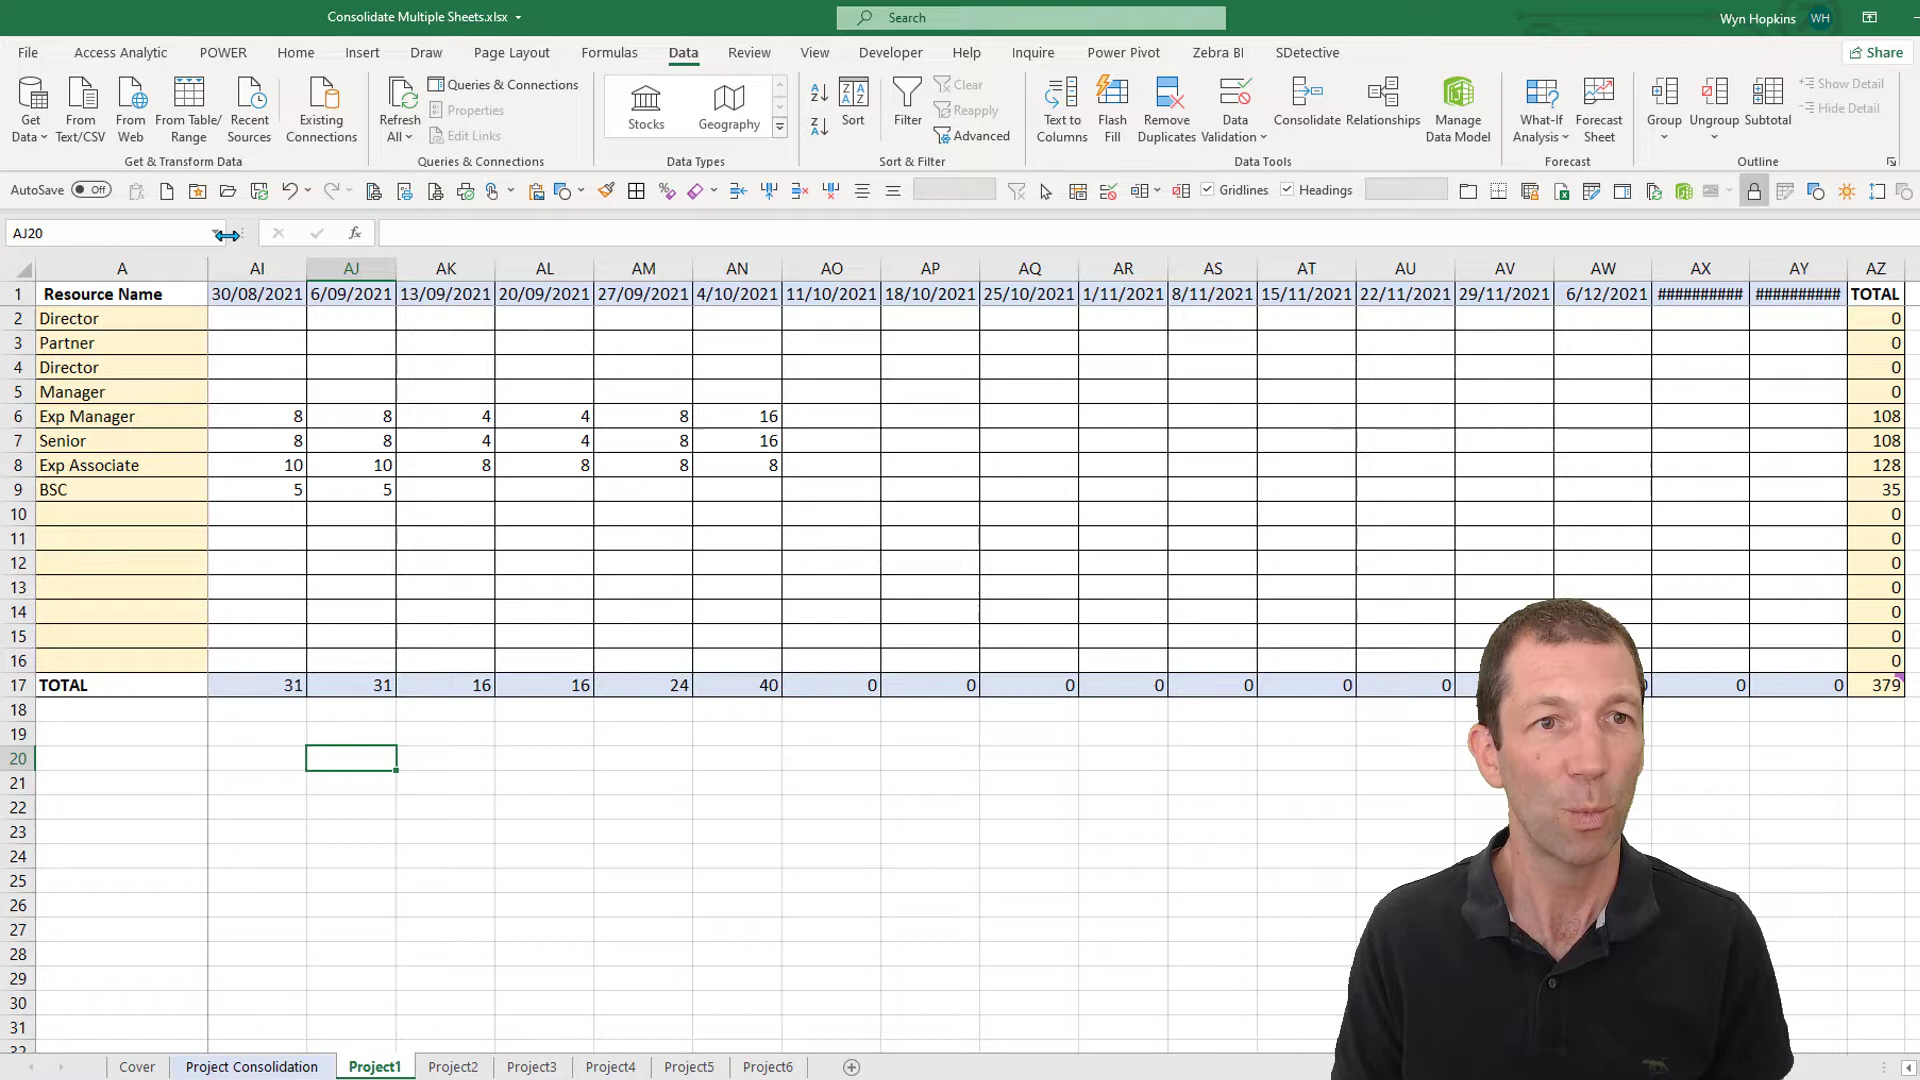 Consolidate Multiple Sheets.xlsx
Search
Wyn Hopkins WH
File Access Analytic POWER Home Insert Draw Page Layout Formulas Data Review View Developer Help Inquire Power Pivot Zebra BI SDetective Share
Get Data
From Text/CSV
From Web
From Table/ Range
Recent Sources
Existing Connections
Get & Transform Data
Refresh All
Queries & Connections
Properties
Edit Links
Queries & Connections
Stocks Geography
Data Types
Sort
Filter
Clear
Reapply
Advanced
Sort & Filter
Text to Columns
Flash Fill
Remove Duplicates
Data Validation
Consolidate
Relationships
Manage Data Model
Data Tools
What-If Analysis
Forecast Sheet
Forecast
Group
Ungroup
Subtotal
Show Detail
Hide Detail
Outline
AutoSave Off Gridlines Headings
AJ20 fx
A AI AJ AK AL AM AN AO AP AQ AR AS AT AU AV AW AX AY AZ
1 Resource Name 30/08/2021 6/09/2021 13/09/2021 20/09/2021 27/09/2021 4/10/2021 11/10/2021 18/10/2021 25/10/2021 1/11/2021 8/11/2021 15/11/2021 22/11/2021 29/11/2021 6/12/2021 ########## ########## TOTAL
2 Director 0
3 Partner 0
4 Director 0
5 Manager 0
6 Exp Manager 8 8 4 4 8 16 108
7 Senior 8 8 4 4 8 16 108
8 Exp Associate 10 10 8 8 8 8 128
9 BSC 5 5 35
10 0
11 0
12 0
13 0
14 0
15 0
16 0
17 TOTAL 31 31 16 16 24 40 0 0 0 0 0 0 0 0 0 0 379
18
19
20
21
22
23
24
25
26
27
28
29
30
31
Cover Project Consolidation Project1 Project2 Project3 Project4 Project5 Project6